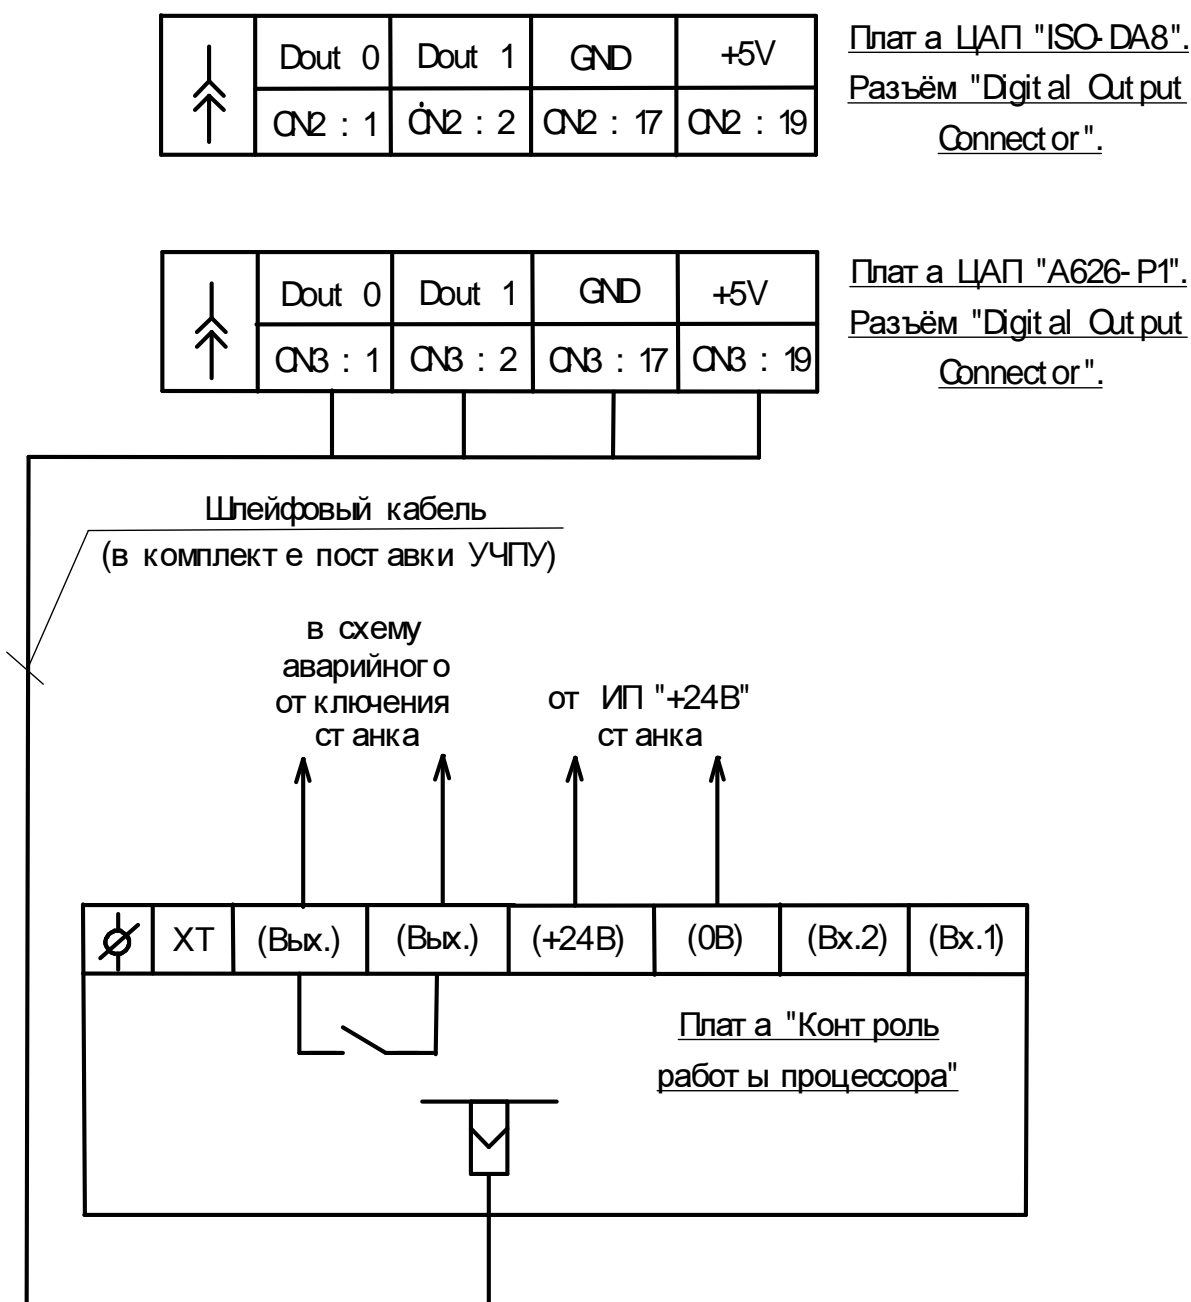 Dout 0 Dout 1 GND +5V
CN2 : 1 CN2 : 2 CN2 : 17 CN2 : 19
Плата ЦАП "ISO-DA8".
Разъём "Digital Output
Connector".
Dout 0 Dout 1 GND +5V
CN3 : 1 CN3 : 2 CN3 : 17 CN3 : 19
Плата ЦАП "A626-P1".
Разъём "Digital Output
Connector".
Шлейфовый кабель
(в комплекте поставки УЧПУ)
в схему
аварийного
отключения
станка
от ИП "+24В"
станка
XT (Вых.) (Вых.) (+24В) (0В) (Вх.2) (Вх.1)
Плата "Контроль
работы процессора"